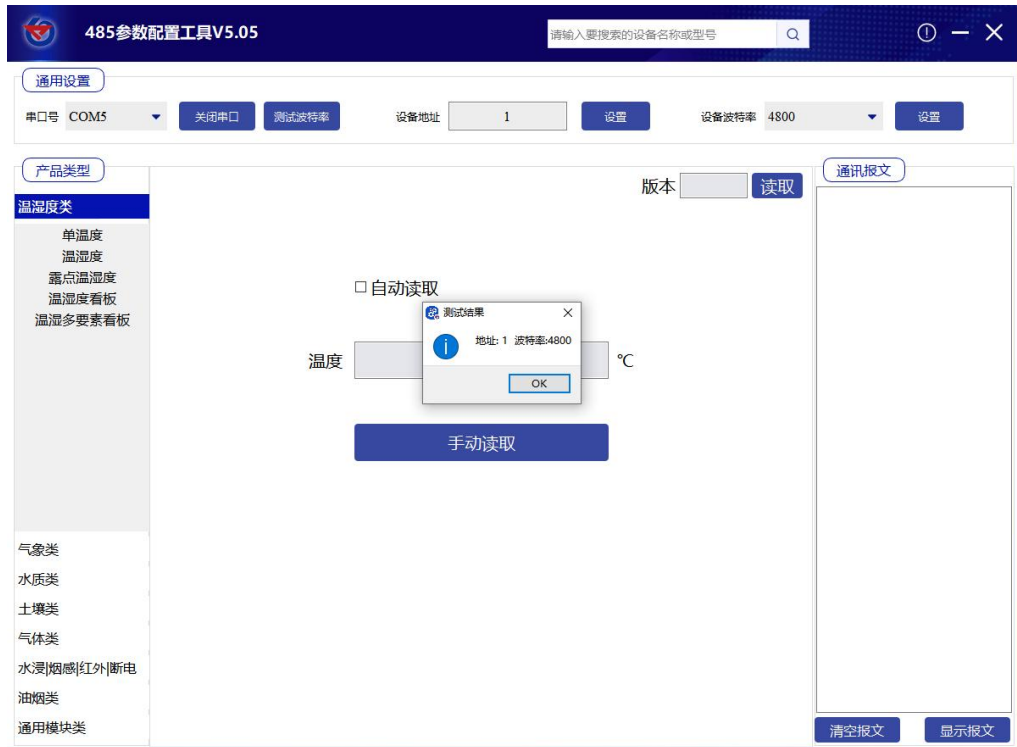 485参数配置工具V5.05
请输入要搜索的设备名称或型号
通用设置
串口号 COM5 关闭串口 测试波特率 设备地址 1 设置 设备波特率 4800 设置
产品类型
温湿度类
单温度
温湿度
露点温湿度
温湿度看板
温湿多要素看板
气象类
水质类
土壤类
气体类
水浸|烟感|红外|断电
油烟类
通用模块类
版本 读取
自动读取
测试结果
地址: 1 波特率:4800
OK
温度 ℃
手动读取
通讯报文
清空报文 显示报文